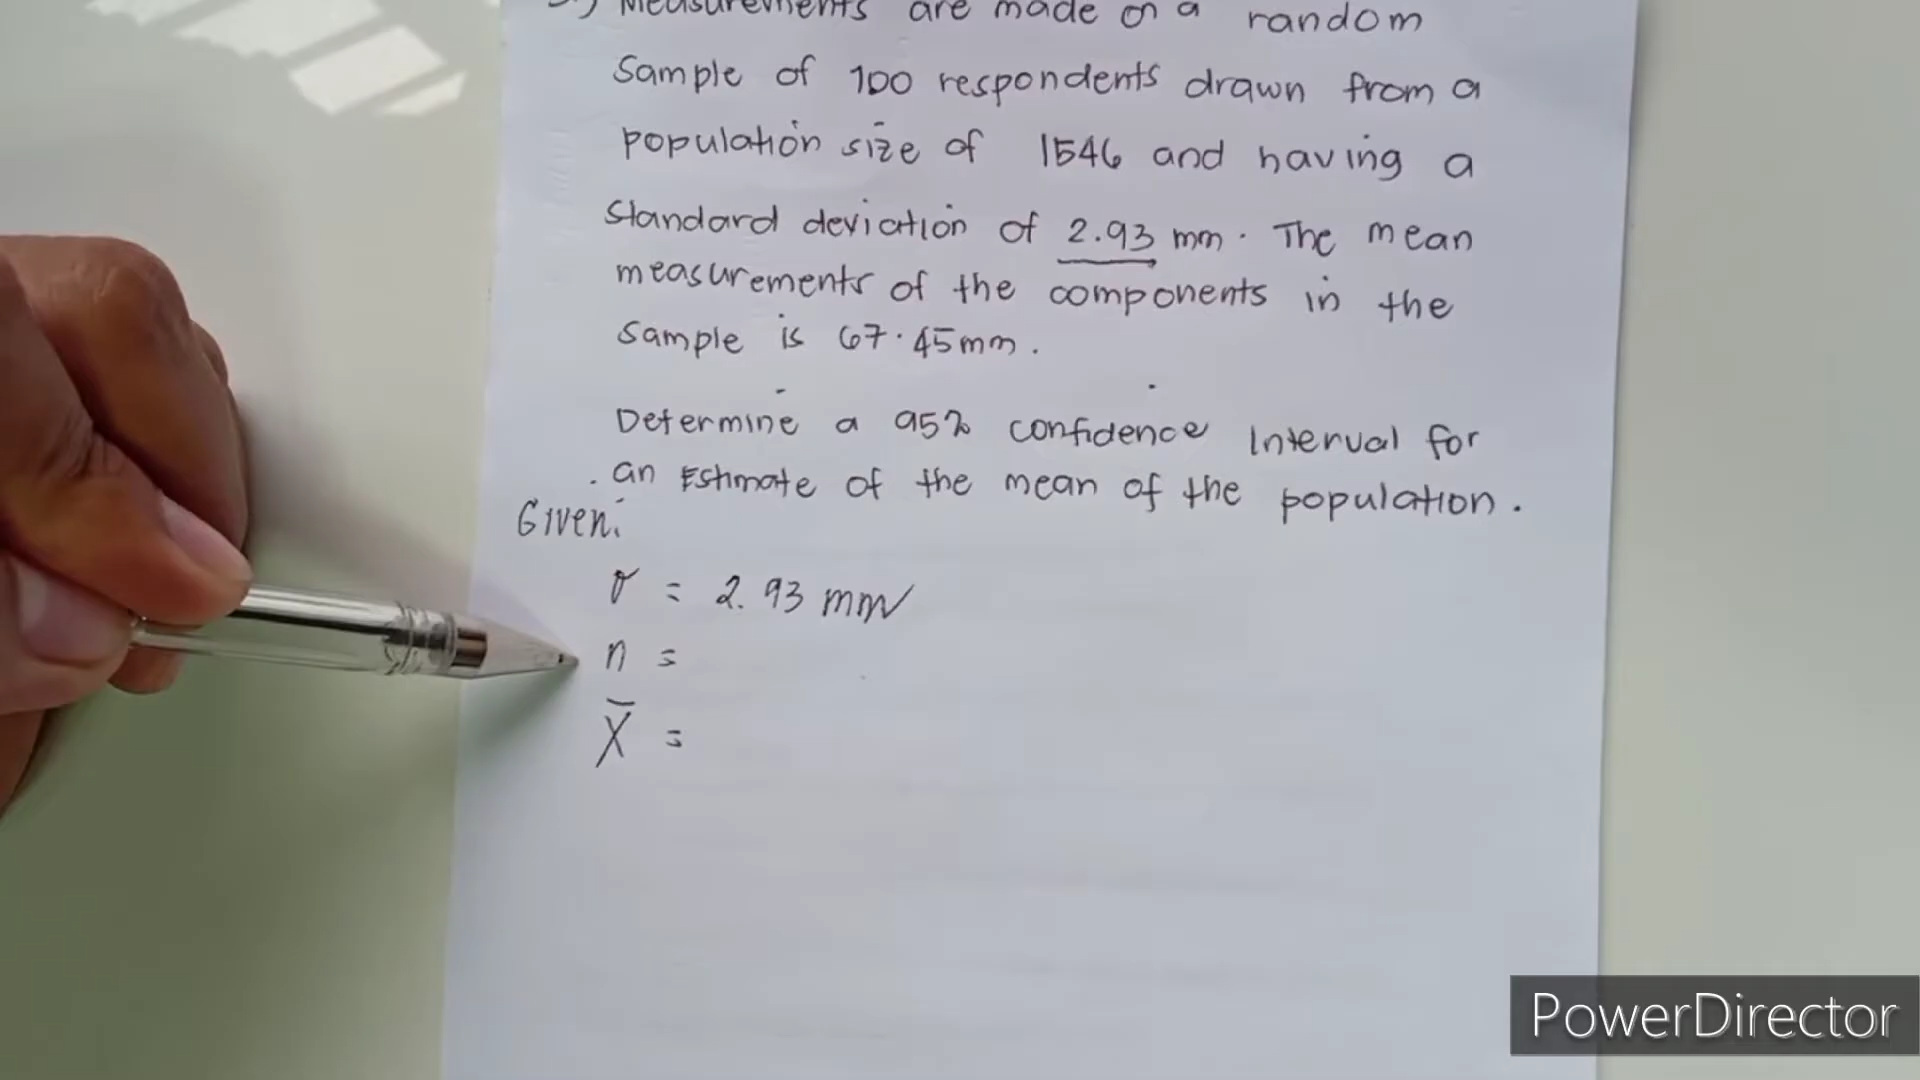 Measurements are made on a random
Sample of 100 respondents drawn from a
population size of 1546 and having a
standard deviation of 2.93 mm. The mean
measurements of the components in the
sample is 67.45mm.
Determine a 95% confidence Interval for
an Estimate of the mean of the population.
Given:
σ = 2.93 mm
n =
X̄ =
PowerDirector